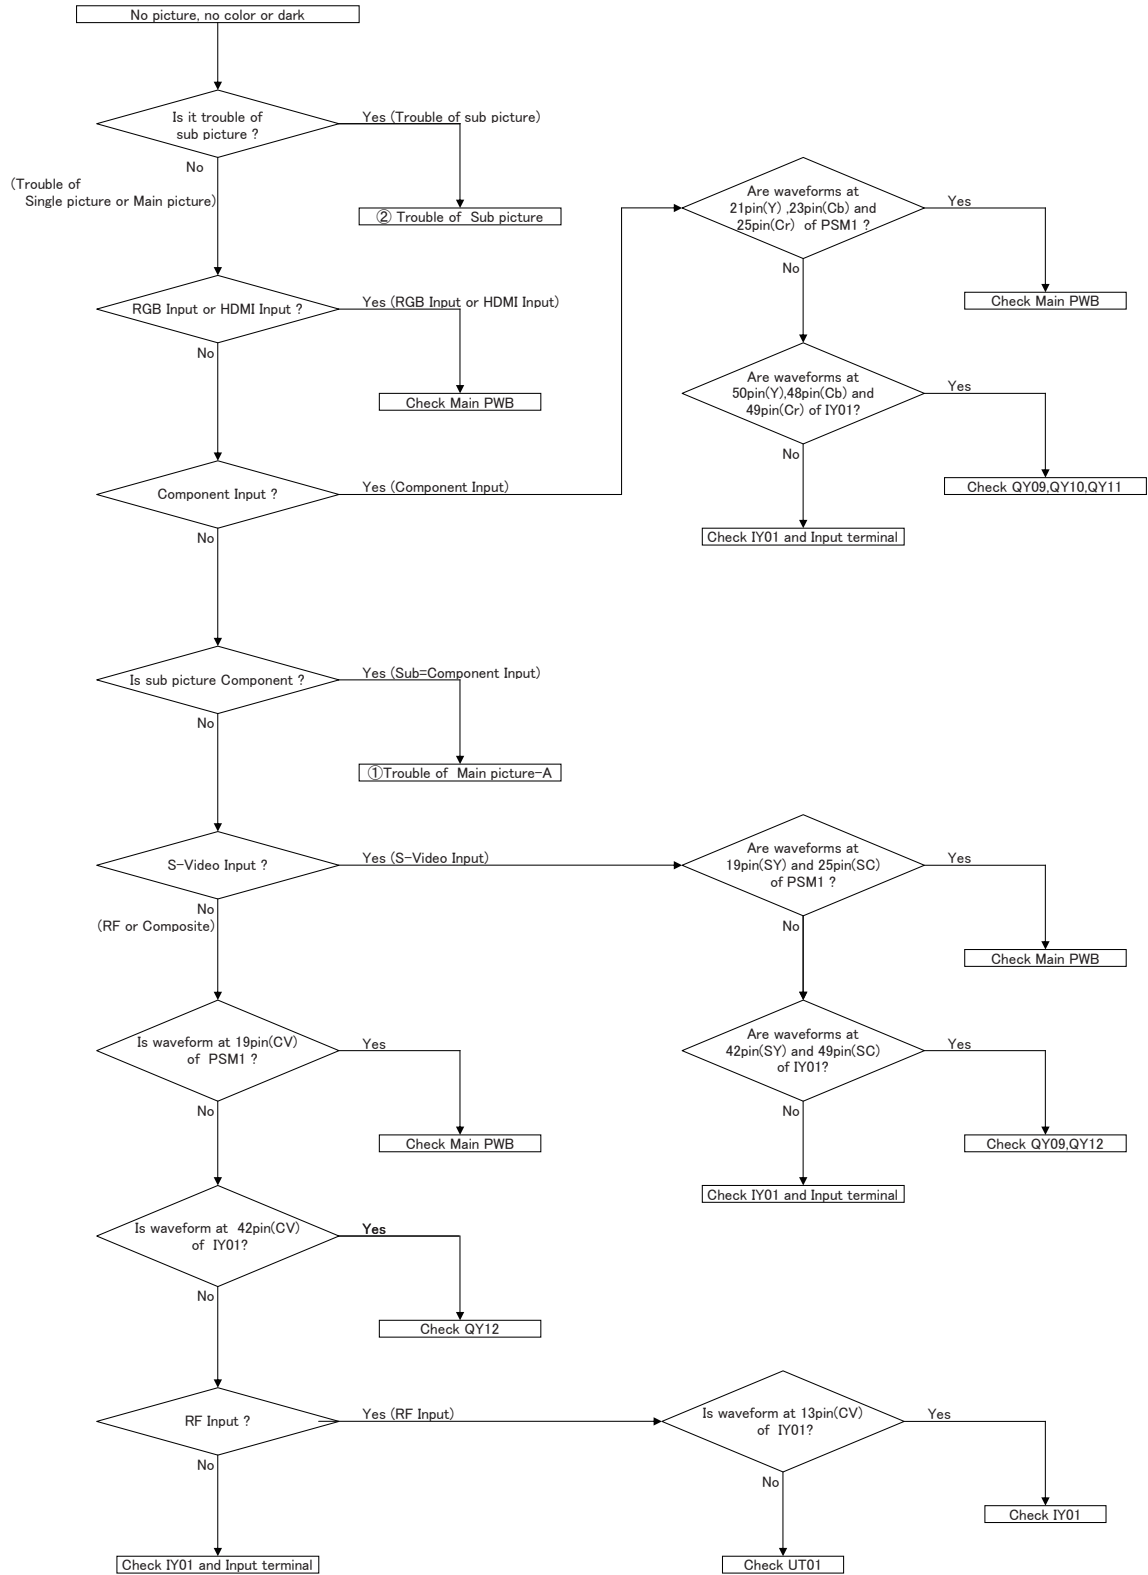 No picture, no color or dark
Is it trouble of
sub picture ?
Yes (Trouble of sub picture)
No
(Trouble of
Single picture or Main picture)
② Trouble of Sub picture
RGB Input or HDMI Input ?
Yes (RGB Input or HDMI Input)
No
Check Main PWB
Component Input ?
Yes (Component Input)
No
Are waveforms at
21pin(Y) ,23pin(Cb) and
25pin(Cr) of PSM1 ?
Yes
No
Check Main PWB
Are waveforms at
50pin(Y),48pin(Cb) and
49pin(Cr) of IY01?
Yes
No
Check QY09,QY10,QY11
Check IY01 and Input terminal
Is sub picture Component ?
Yes (Sub=Component Input)
No
①Trouble of Main picture-A
S-Video Input ?
Yes (S-Video Input)
No
(RF or Composite)
Are waveforms at
19pin(SY) and 25pin(SC)
of PSM1 ?
Yes
No
Check Main PWB
Are waveforms at
42pin(SY) and 49pin(SC)
of IY01?
Yes
No
Check QY09,QY12
Check IY01 and Input terminal
Is waveform at 19pin(CV)
of PSM1 ?
Yes
No
Check Main PWB
Is waveform at 42pin(CV)
of IY01?
Yes
No
Check QY12
RF Input ?
Yes (RF Input)
No
Is waveform at 13pin(CV)
of IY01?
Yes
No
Check IY01
Check IY01 and Input terminal
Check UT01